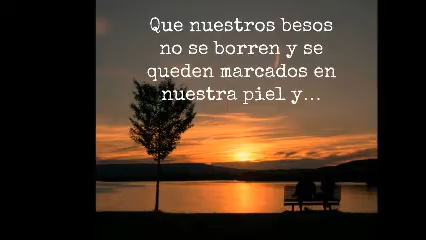 Que nuestros besos
no se borren y se
queden marcados en
nuestra piel y...